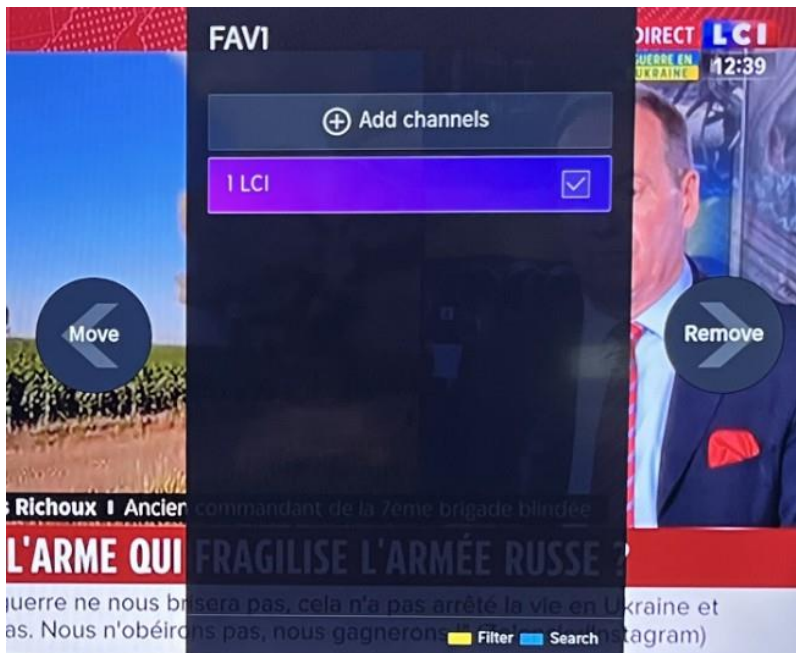 FAV1
DIRECT LCI
GUERRE EN
UKRAINE 12:39
Add channels
1 LCI
Move
Remove
s Richoux Ancien commandant de la 7ème brigade blindée
L'ARME QUI FRAGILISE L'ARMÉE RUSSE ?
guerre ne nous brisera pas, cela n'a pas arrêté la vie en Ukraine et
as. Nous n'obéirons pas, nous gagnerons
nstagram)
Filter Search